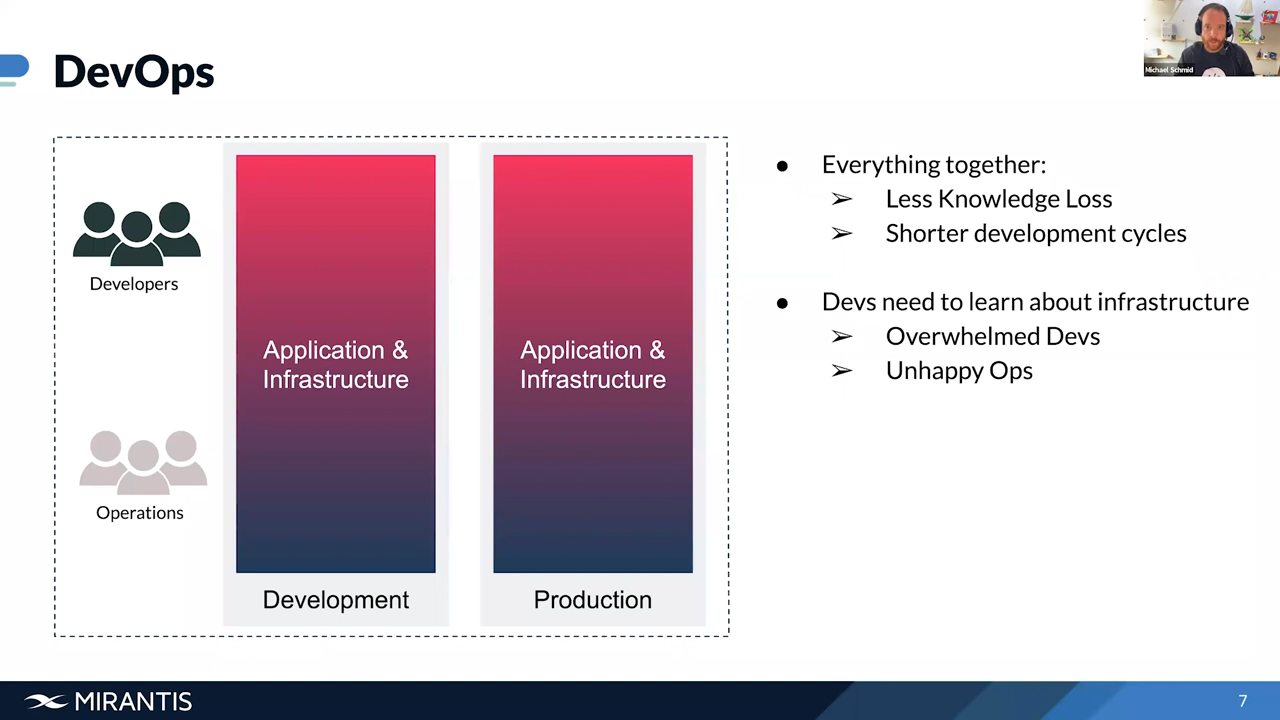 Michael Schmid
DevOps
Developers
Operations
Application &
Infrastructure
Development
Application &
Infrastructure
Production
● Everything together:
➢ Less Knowledge Loss
➢ Shorter development cycles
● Devs need to learn about infrastructure
➢ Overwhelmed Devs
➢ Unhappy Ops
MIRANTIS
7